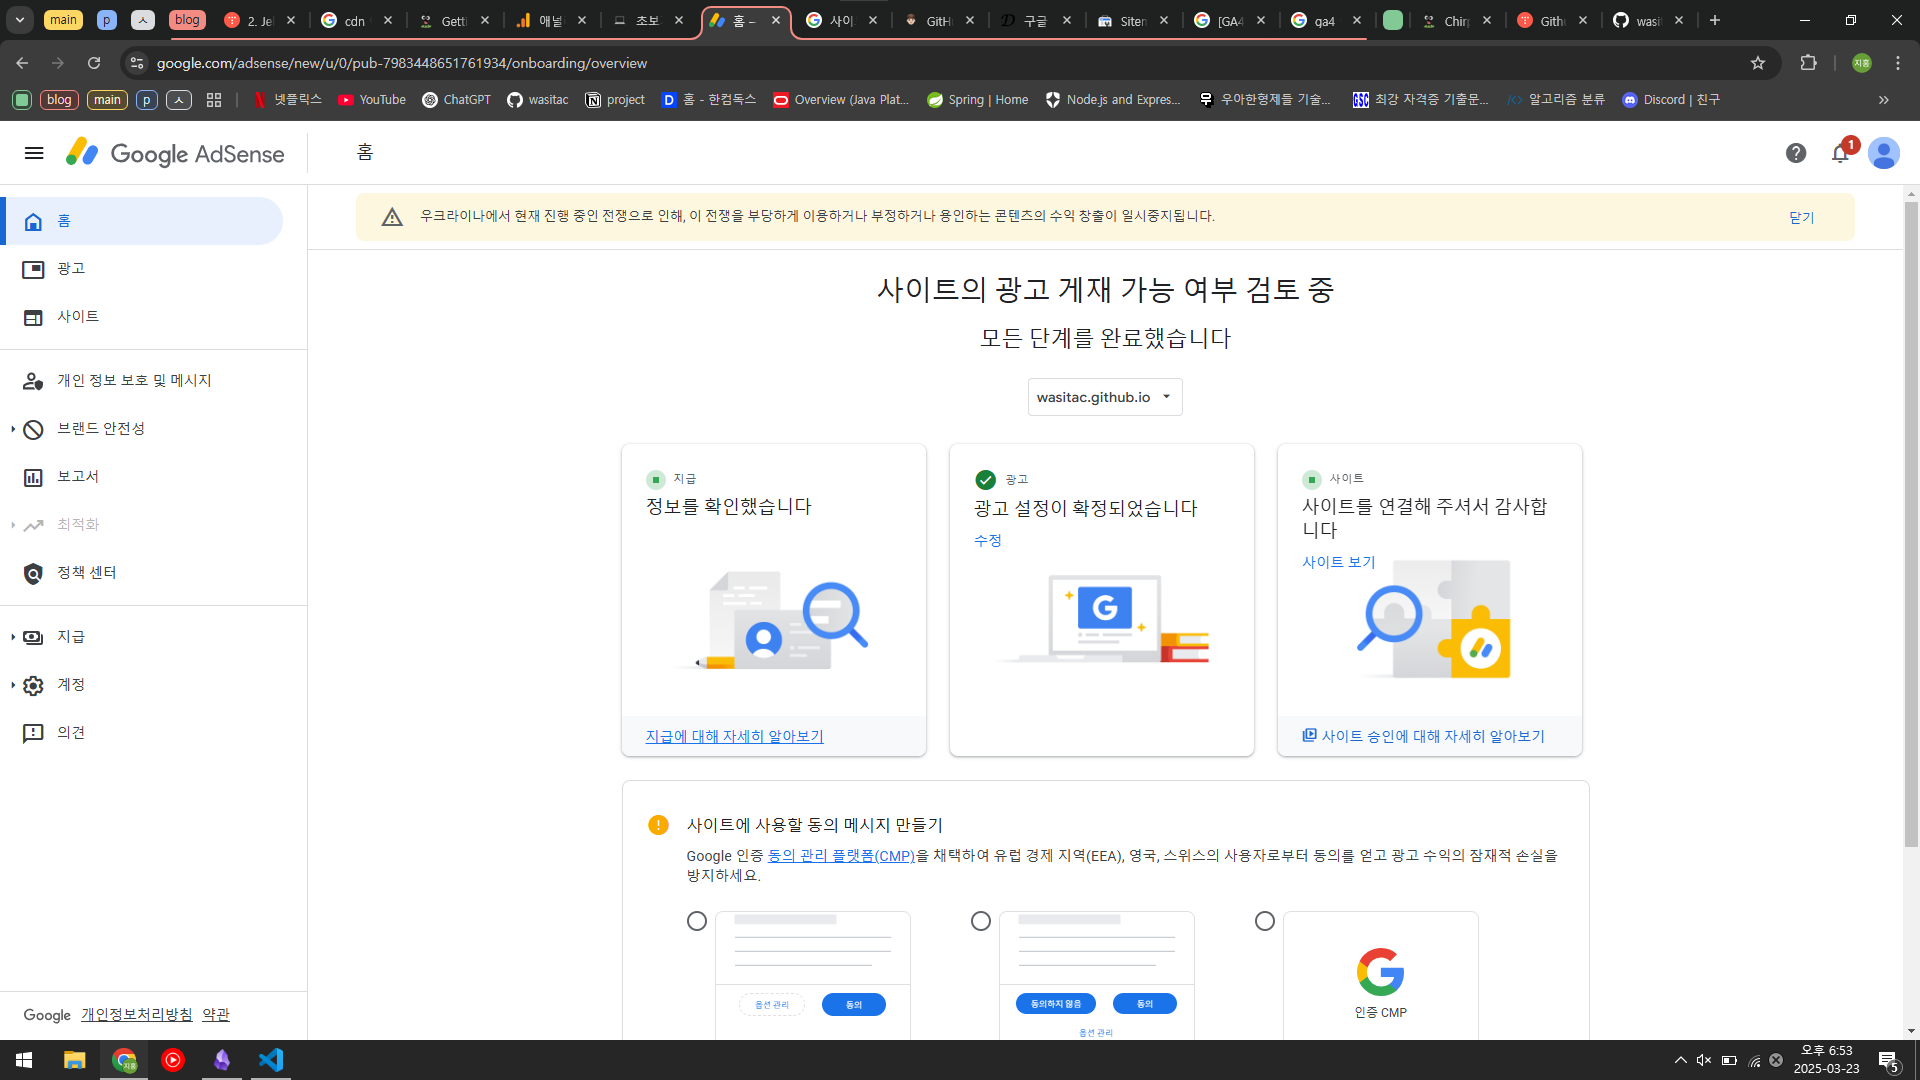 main
p
ㅅ
blog
2. Jel
cdn
Getti
애널
초보
홈 –
사이
GitH
구글
Siten
[GA4
ga4
Chirp
Githu
wasit
google.com/adsense/new/u/0/pub-7983448651761934/onboarding/overview
지홍
blog
main
p
ㅅ
넷플릭스
YouTube
ChatGPT
wasitac
project
홈 - 한컴독스
Overview (Java Plat...
Spring | Home
Node.js and Expres...
우아한형제들 기술...
최강 자격증 기출문...
알고리즘 분류
Discord | 친구
Google AdSense
홈
1
홈
광고
사이트
개인 정보 보호 및 메시지
브랜드 안전성
보고서
최적화
정책 센터
지급
계정
의견
Google 개인정보처리방침 약관
우크라이나에서 현재 진행 중인 전쟁으로 인해, 이 전쟁을 부당하게 이용하거나 부정하거나 용인하는 콘텐츠의 수익 창출이 일시중지됩니다.
닫기
사이트의 광고 게재 가능 여부 검토 중
모든 단계를 완료했습니다
wasitac.github.io
지급
정보를 확인했습니다
지급에 대해 자세히 알아보기
광고
광고 설정이 확정되었습니다
수정
사이트
사이트를 연결해 주셔서 감사합
니다
사이트 보기
사이트 승인에 대해 자세히 알아보기
사이트에 사용할 동의 메시지 만들기
Google 인증 동의 관리 플랫폼(CMP)을 채택하여 유럽 경제 지역(EEA), 영국, 스위스의 사용자로부터 동의를 얻고 광고 수익의 잠재적 손실을
방지하세요.
옵션 관리
동의
동의하지 않음
동의
옵션 관리
인증 CMP
오후 6:53
2025-03-23
5